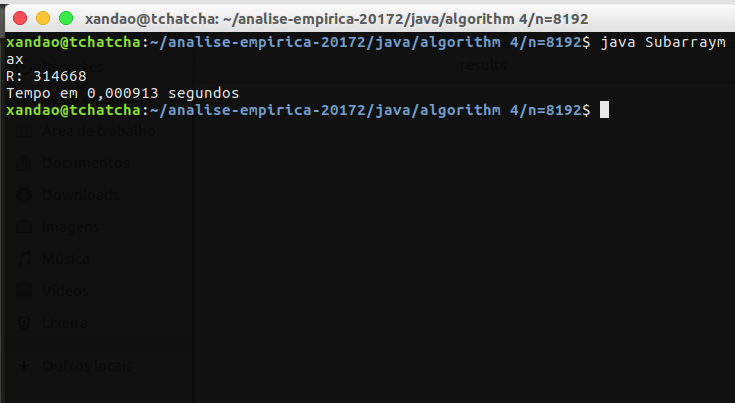 xandao@tchatcha: ~/analise-empirica-20172/java/algorithm 4/n=8192
xandao@tchatcha:~/analise-empirica-20172/java/algorithm 4/n=8192$ java Subarraym
ax
R: 314668
Tempo em 0,000913 segundos
xandao@tchatcha:~/analise-empirica-20172/java/algorithm 4/n=8192$
results
Área de trabalho
Documentos
Downloads
Imagens
Música
Vídeos
Lixeira
Outros locais